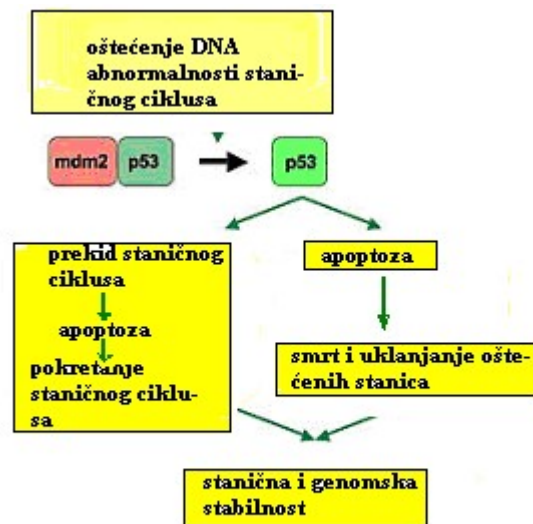 oštećenje DNA
abnormalnosti stani-
čnog ciklusa
mdm2 p53 p53
prekid staničnog
ciklusa
apoptoza
pokretanje
staničnog ciklu-
sa
apoptoza
smrt i uklanjanje ošte-
ćenih stanica
stanična i genomska
stabilnost